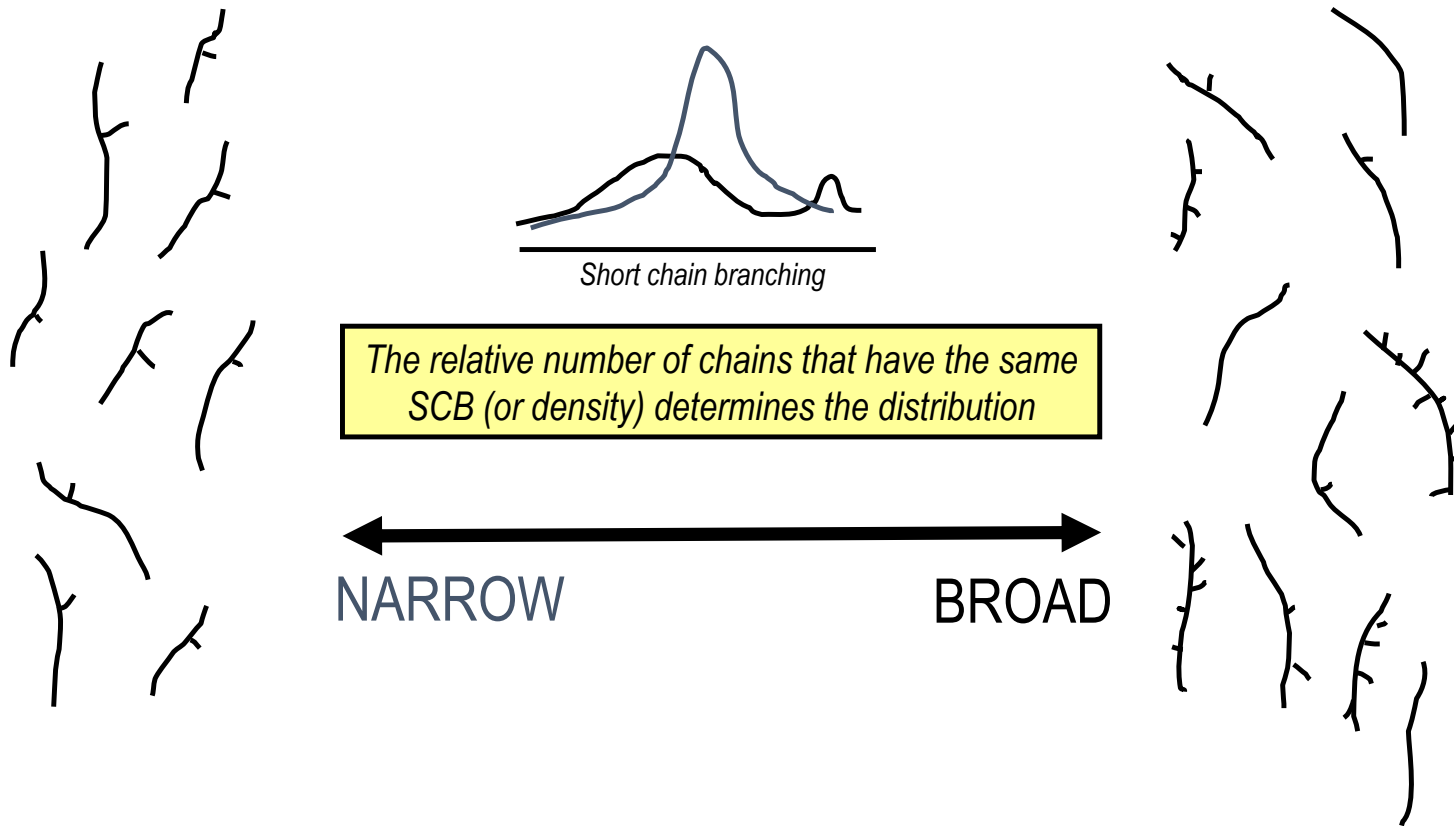 Short chain branching
The relative number of chains that have the same
SCB (or density) determines the distribution
NARROW
BROAD